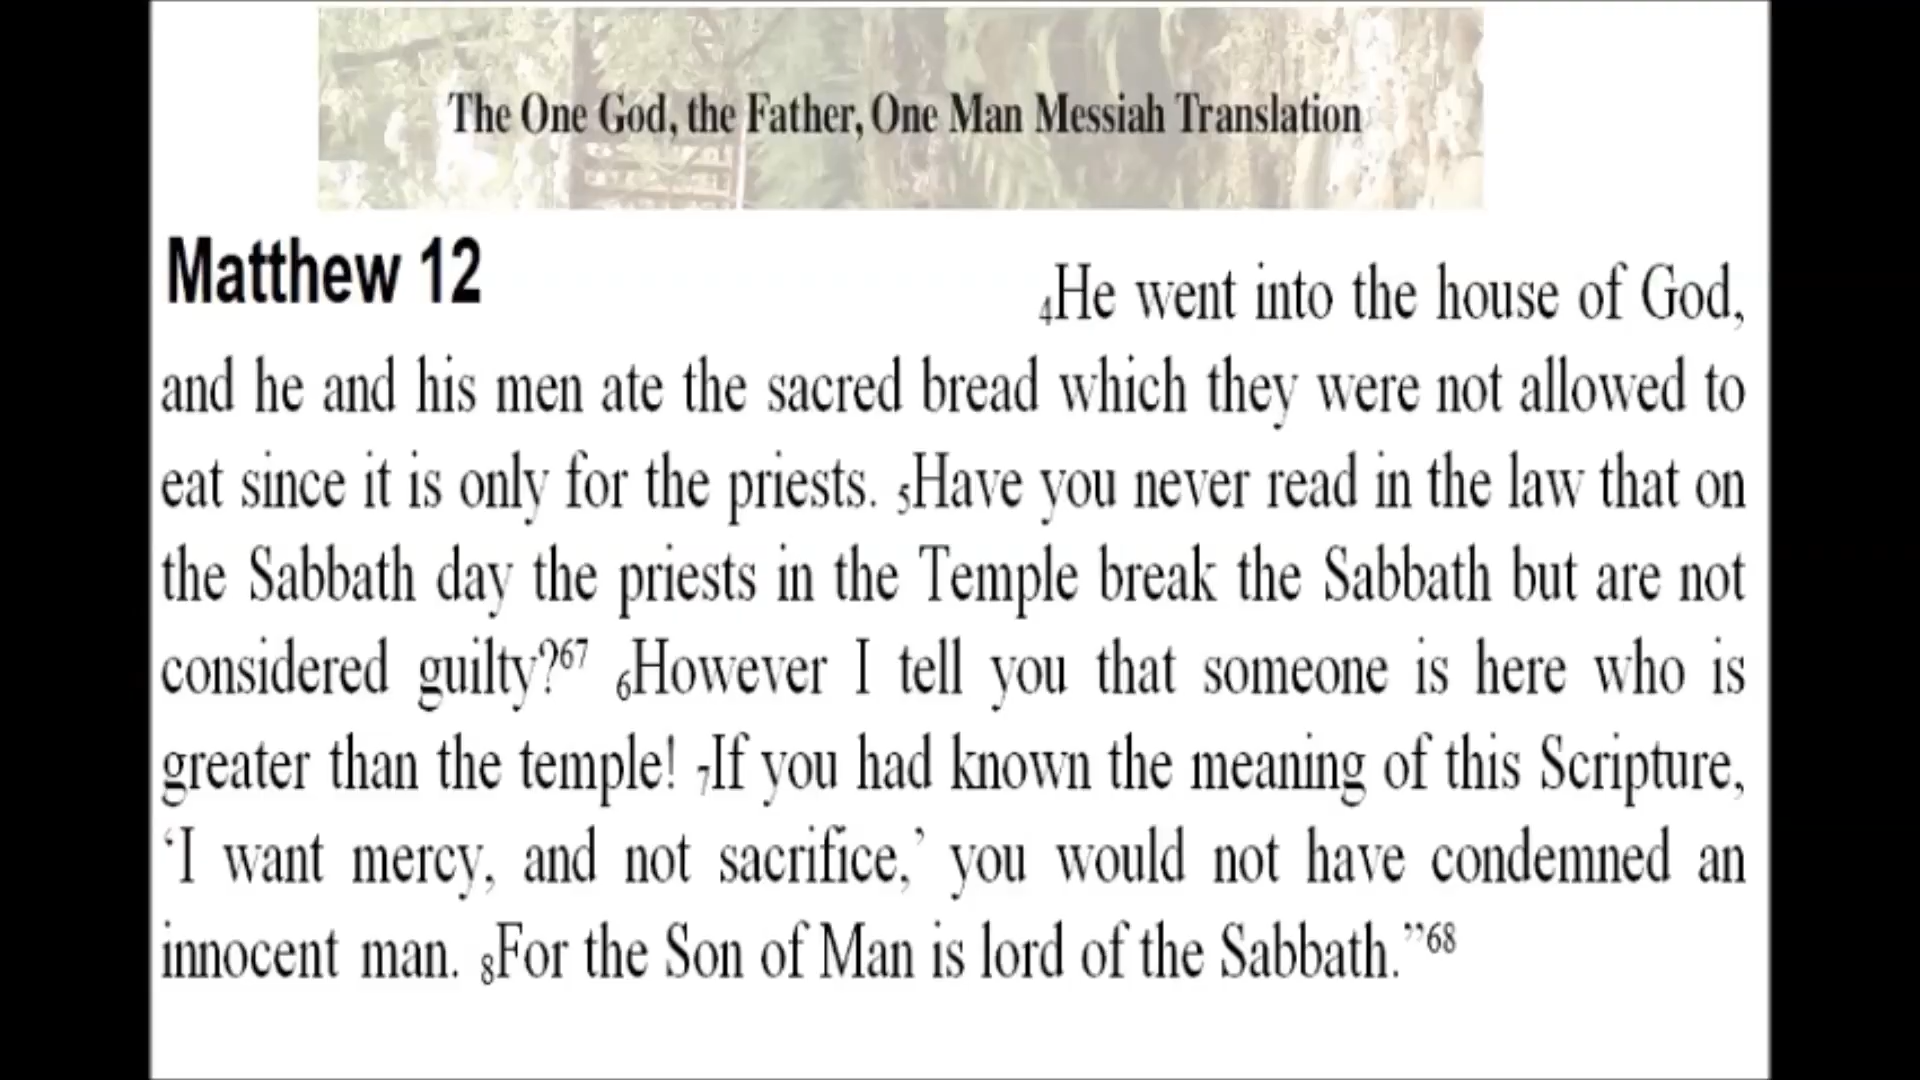 The One God, the Father, One Man Messiah Translation
Matthew 12
₄He went into the house of God,
and he and his men ate the sacred bread which they were not allowed to
eat since it is only for the priests. ₅Have you never read in the law that on
the Sabbath day the priests in the Temple break the Sabbath but are not
considered guilty?⁶⁷ ₆However I tell you that someone is here who is
greater than the temple! ₇If you had known the meaning of this Scripture,
‘I want mercy, and not sacrifice,’ you would not have condemned an
innocent man. ₈For the Son of Man is lord of the Sabbath.”⁶⁸